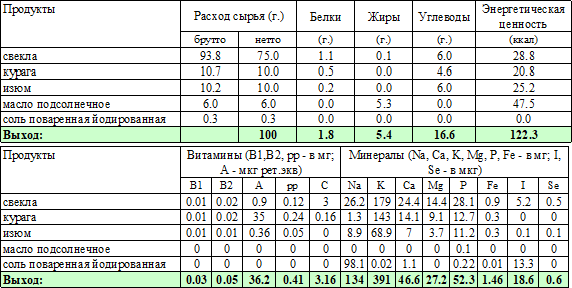 Продукты Расход сырья (г.) Белки Жиры Углеводы Энергетическая ценность
брутто нетто (г.) (г.) (г.) (ккал)
свекла 93.8 75.0 1.1 0.1 6.0 28.8
курага 10.7 10.0 0.5 0.0 4.6 20.8
изюм 10.2 10.0 0.2 0.0 6.0 25.2
масло подсолнечное 6.0 6.0 0.0 5.3 0.0 47.5
соль поваренная йодированная 0.3 0.3 0.0 0.0 0.0 0.0
Выход: 100 1.8 5.4 16.6 122.3
Продукты Витамины (B1,B2, pp - в мг; А - мкг рет.экв) Минералы (Na, Ca, K, Mg, P, Fe - в мг; I, Se - в мкг)
B1 B2 A pp C Na K Ca Mg P Fe I Se
свекла 0.01 0.02 0.9 0.12 3 26.2 179 24.4 14.4 28.1 0.9 5.2 0.5
курага 0.01 0.02 35 0.24 0.16 1.3 143 14.1 9.1 12.7 0.3 0 0
изюм 0.01 0.01 0.36 0.05 0 8.9 68.9 7 3.7 11.2 0.3 0.1 0.1
масло подсолнечное 0 0 0 0 0 0 0 0 0 0.1 0 0 0
соль поваренная йодированная 0 0 0 0 0 98.1 0.02 1.1 0 0.22 0.01 13.3 0
Выход: 0.03 0.05 36.2 0.41 3.16 134 391 46.6 27.2 52.3 1.46 18.6 0.6